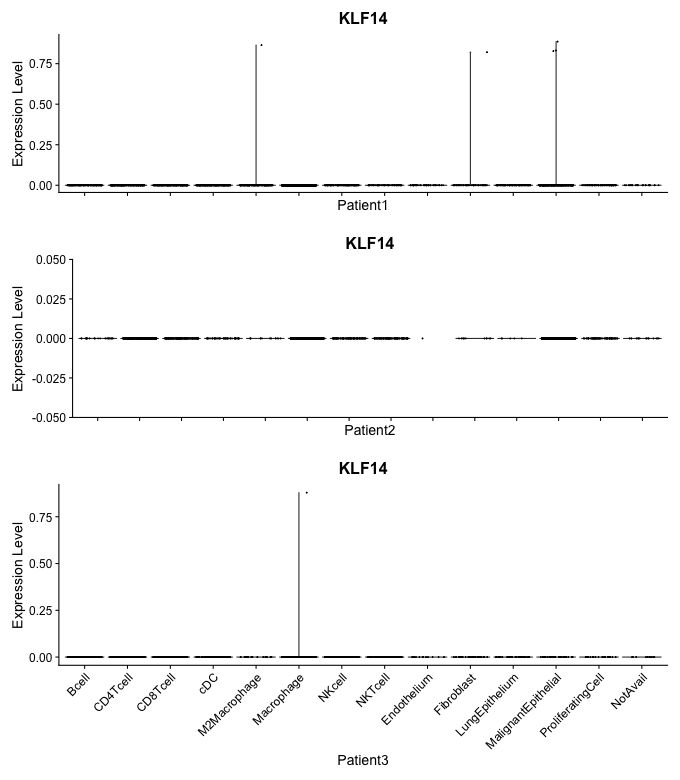 KLF14
Expression Level
0.75
0.50
0.25
0.00
Patient1
KLF14
Expression Level
0.050
0.025
0.000
-0.025
-0.050
Patient2
KLF14
Expression Level
0.75
0.50
0.25
0.00
Bcell
CD4Tcell
CD8Tcell
cDC
M2Macrophage
Macrophage
NKcell
NKTcell
Endothelium
Fibroblast
LungEpithelium
MalignantEpithelial
ProliferatingCell
NotAvail
Patient3